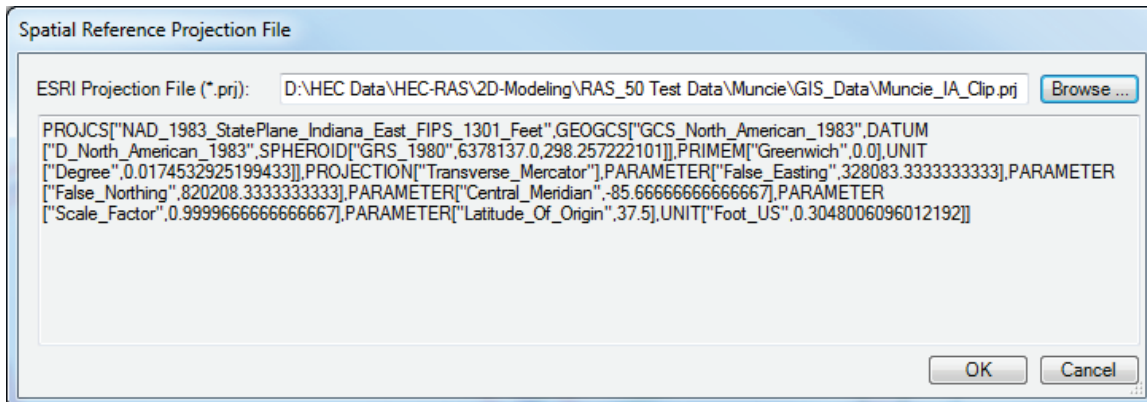 Spatial Reference Projection File
ESRI Projection File (*.prj): D:\HEC Data\HEC-RAS\2D-Modeling\RAS_50 Test Data\Muncie\GIS_Data\Muncie_IA_Clip.prj Browse ...
PROJCS["NAD_1983_StatePlane_Indiana_East_FIPS_1301_Feet",GEOGCS["GCS_North_American_1983",DATUM
["D_North_American_1983",SPHEROID["GRS_1980",6378137.0,298.257222101]],PRIMEM["Greenwich",0.0],UNIT
["Degree",0.0174532925199433]],PROJECTION["Transverse_Mercator"],PARAMETER["False_Easting",328083.3333333333],PARAMETER
["False_Northing",820208.3333333333],PARAMETER["Central_Meridian",-85.66666666666667],PARAMETER
["Scale_Factor",0.9999666666666667],PARAMETER["Latitude_Of_Origin",37.5],UNIT["Foot_US",0.3048006096012192]]
OK Cancel